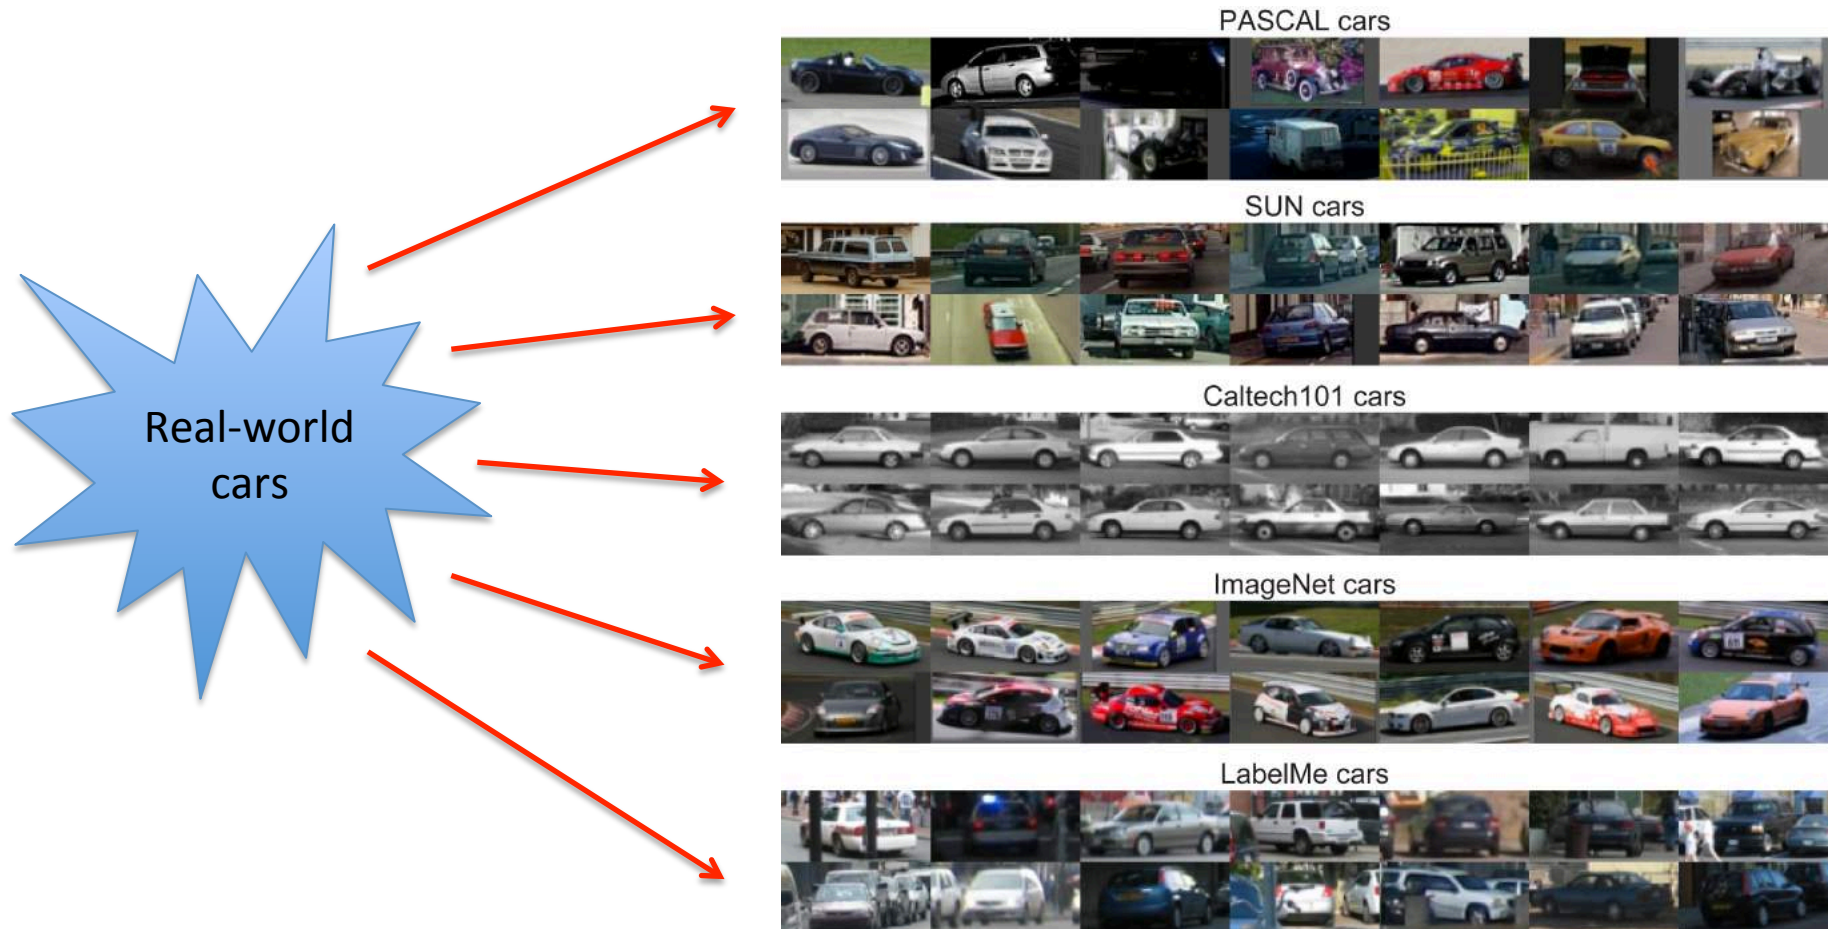 PASCAL cars
SUN cars
Real-world
cars
Caltech101 cars
ImageNet cars
LabelMe cars